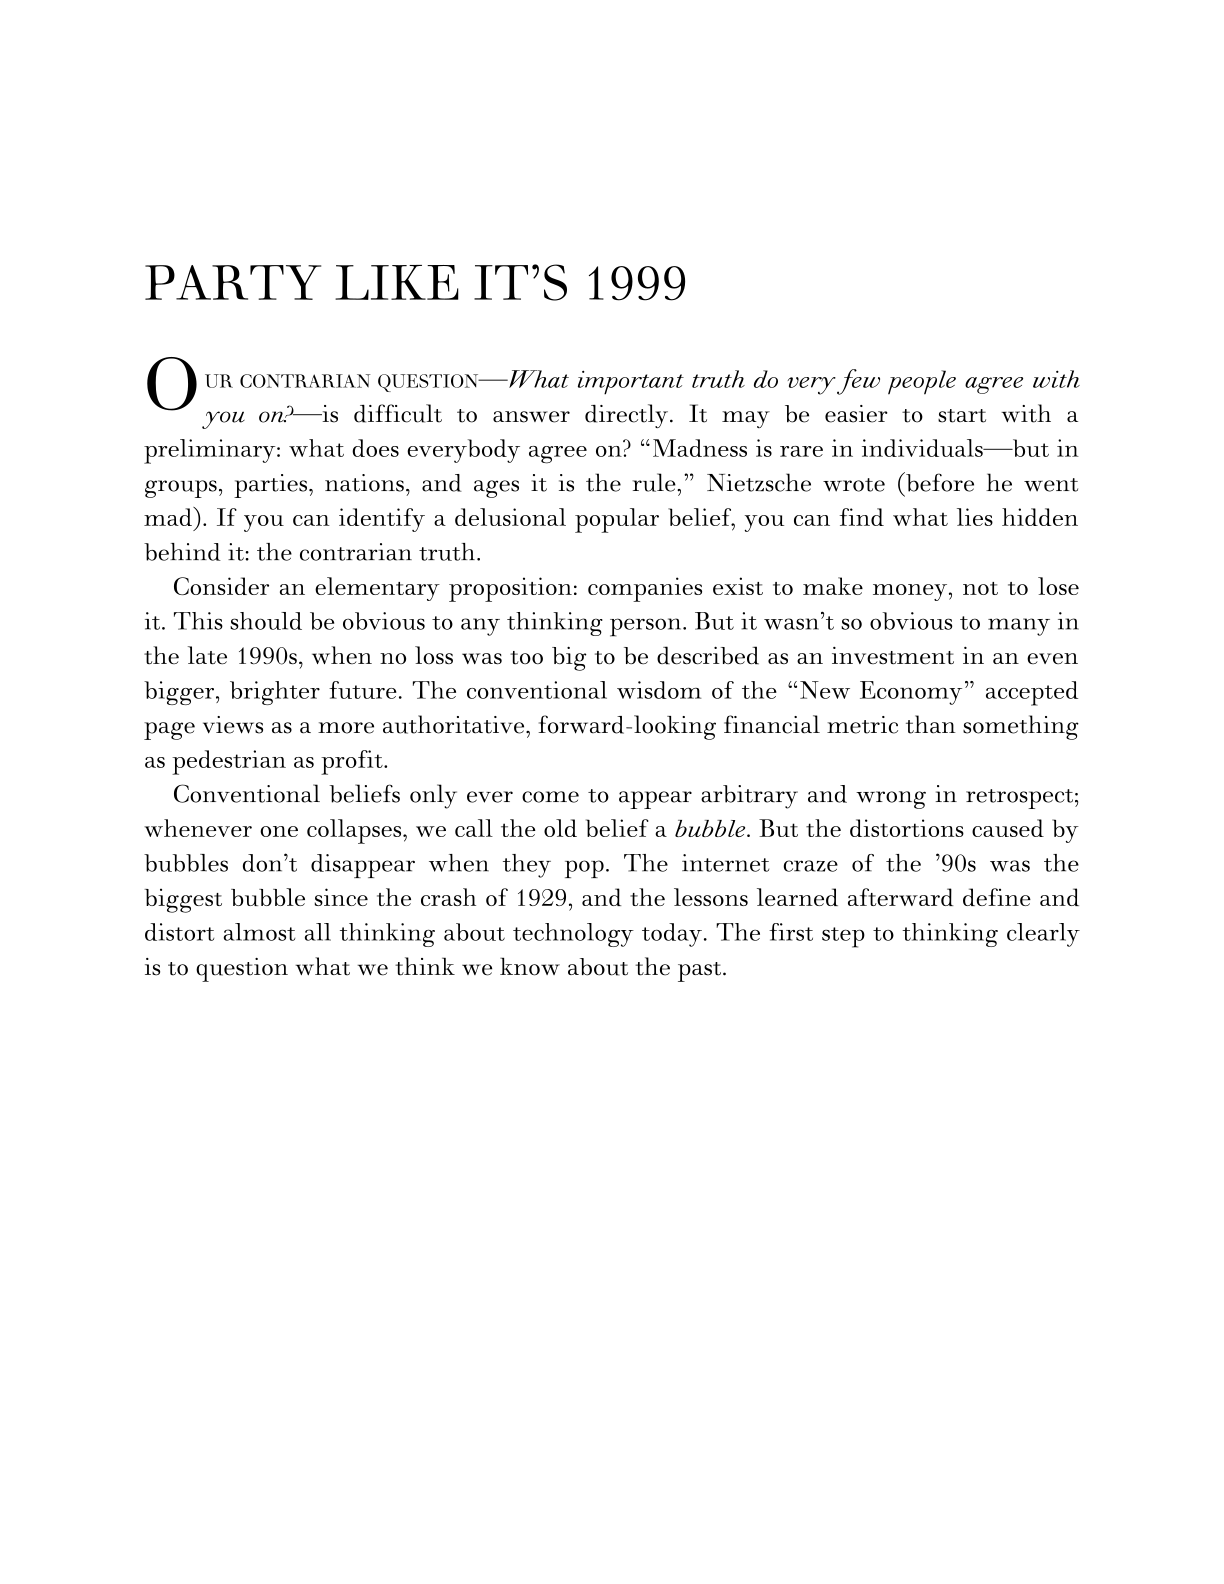 PARTY LIKE IT’S 1999
OUR CONTRARIAN QUESTION—What important truth do very few people agree with
you on?—is difficult to answer directly. It may be easier to start with a
preliminary: what does everybody agree on? “Madness is rare in individuals—but in
groups, parties, nations, and ages it is the rule,” Nietzsche wrote (before he went
mad). If you can identify a delusional popular belief, you can find what lies hidden
behind it: the contrarian truth.
Consider an elementary proposition: companies exist to make money, not to lose
it. This should be obvious to any thinking person. But it wasn’t so obvious to many in
the late 1990s, when no loss was too big to be described as an investment in an even
bigger, brighter future. The conventional wisdom of the “New Economy” accepted
page views as a more authoritative, forward-looking financial metric than something
as pedestrian as profit.
Conventional beliefs only ever come to appear arbitrary and wrong in retrospect;
whenever one collapses, we call the old belief a bubble. But the distortions caused by
bubbles don’t disappear when they pop. The internet craze of the ’90s was the
biggest bubble since the crash of 1929, and the lessons learned afterward define and
distort almost all thinking about technology today. The first step to thinking clearly
is to question what we think we know about the past.